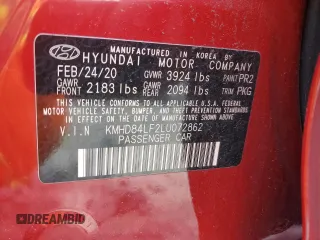 MANUFACTURED IN KOREA BY
HYUNDAI MOTOR COMPANY
FEB/24/20 GVWR 3924 lbs PAINT PR2
GAWR FRONT 2183 lbs GAWR REAR 2094 lbs TRIM PKG
THIS VEHICLE CONFORMS TO ALL APPLICABLE U.S. FEDERAL
MOTOR VEHICLE SAFETY, BUMPER, AND THEFT PREVENTION
STANDARDS IN EFFECT ON THE DATE OF MANUFACTURE
SHOWN ABOVE.
V.I.N KMHD84LF2LU072862
PASSENGER CAR
DREAMBID